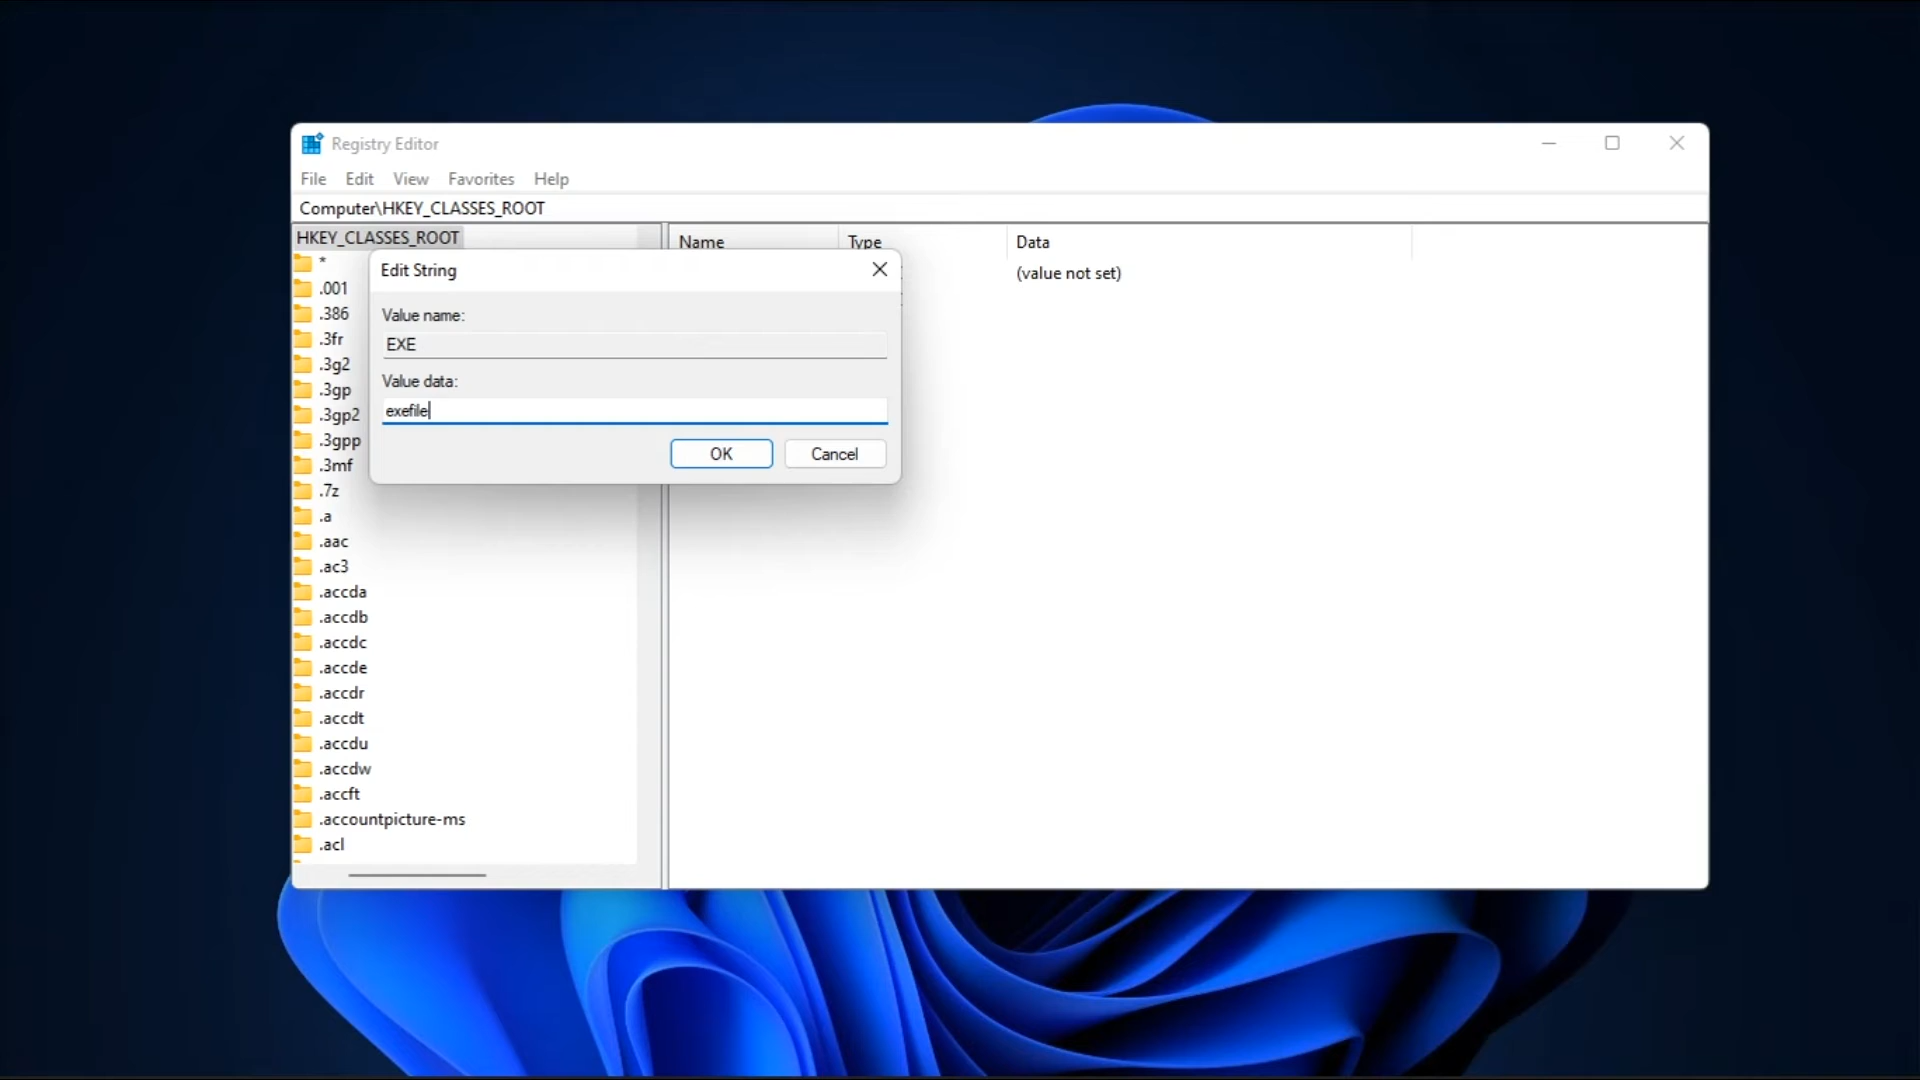 Registry Editor
File Edit View Favorites Help
Computer\HKEY_CLASSES_ROOT
HKEY_CLASSES_ROOT
*
.001
.386
.3fr
.3g2
.3gp
.3gp2
.3gpp
.3mf
.7z
.a
.aac
.ac3
.accda
.accdb
.accdc
.accde
.accdr
.accdt
.accdu
.accdw
.accft
.accountpicture-ms
.acl
Name Type Data
(value not set)
Edit String
Value name:
EXE
Value data:
exefile
OK Cancel